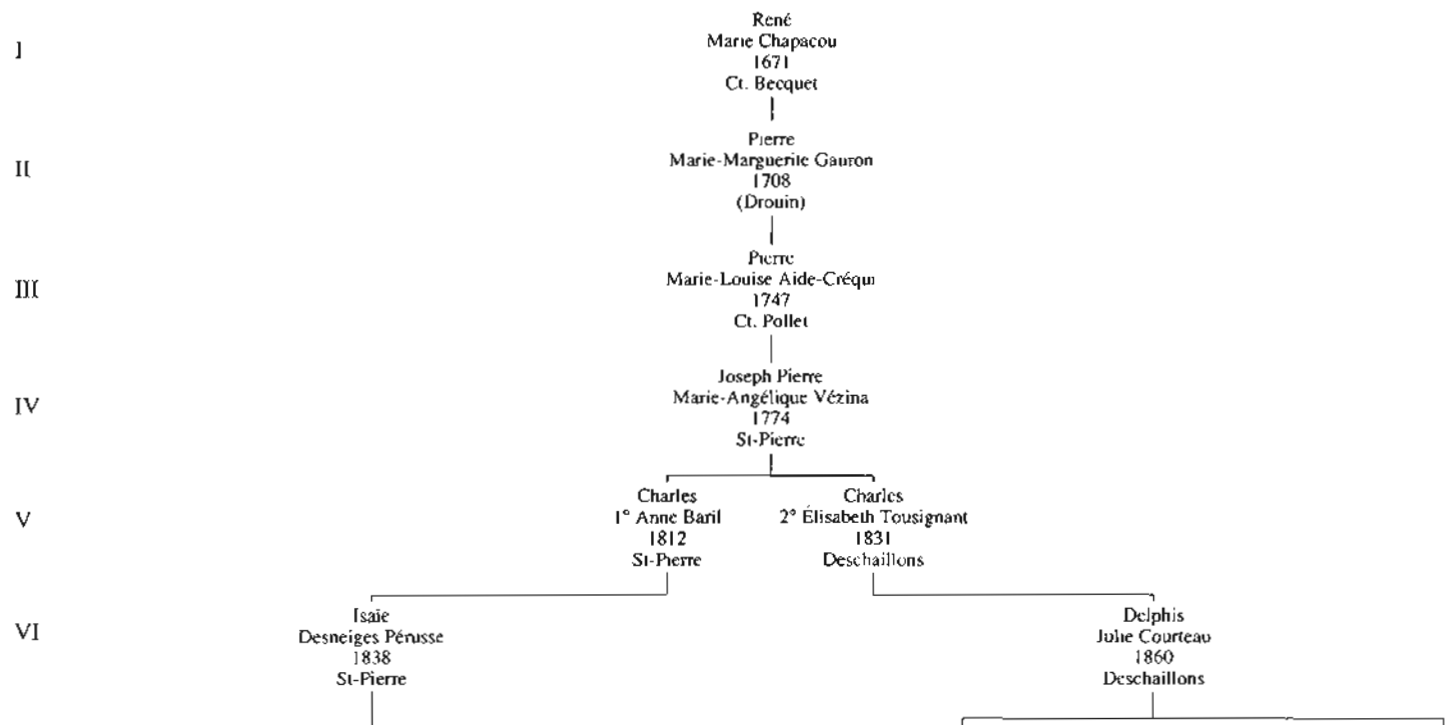 I
René
Marie Chapacou
1671
Ct. Becquet
II
Pierre
Marie-Marguerite Gauron
1708
(Drouin)
III
Pierre
Marie-Louise Aide-Créqui
1747
Ct. Pollet
IV
Joseph Pierre
Marie-Angélique Vézina
1774
St-Pierre
V
Charles
1° Anne Baril
1812
St-Pierre
Charles
2° Élisabeth Tousignant
1831
Deschaillons
VI
Isaïe
Desneiges Pérusse
1838
St-Pierre
Delphis
Julie Courteau
1860
Deschaillons